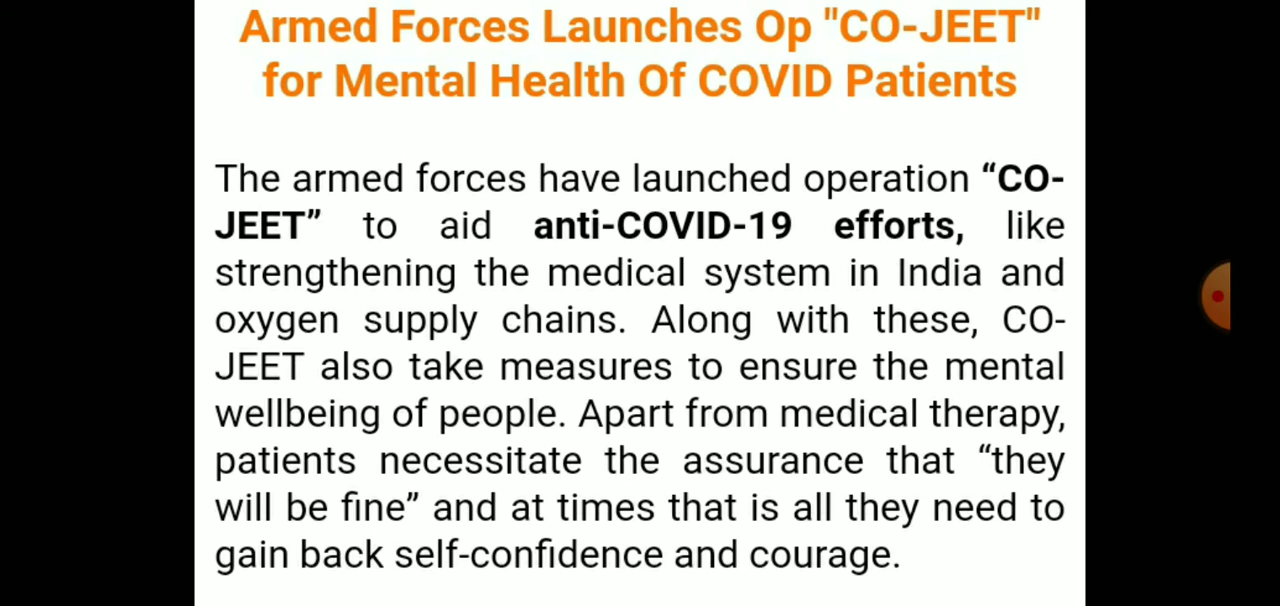 Armed Forces Launches Op "CO-JEET"
for Mental Health Of COVID Patients
The armed forces have launched operation “CO-
JEET” to aid anti-COVID-19 efforts, like
strengthening the medical system in India and
oxygen supply chains. Along with these, CO-
JEET also take measures to ensure the mental
wellbeing of people. Apart from medical therapy,
patients necessitate the assurance that “they
will be fine” and at times that is all they need to
gain back self-confidence and courage.